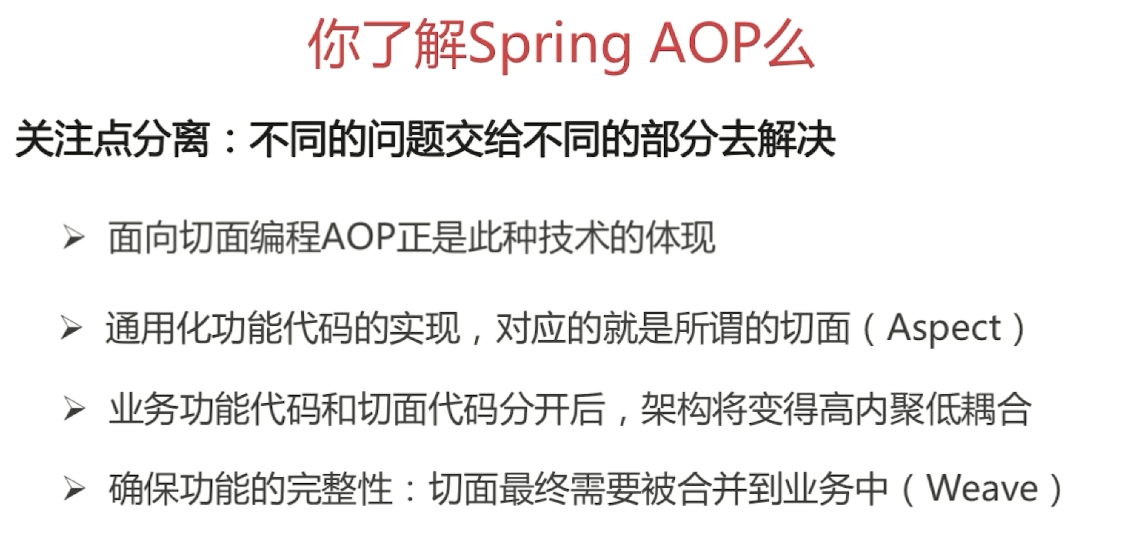 你了解Spring AOP么
关注点分离：不同的问题交给不同的部分去解决
➢ 面向切面编程AOP正是此种技术的体现
➢ 通用化功能代码的实现，对应的就是所谓的切面（Aspect）
➢ 业务功能代码和切面代码分开后，架构将变得高内聚低耦合
➢ 确保功能的完整性：切面最终需要被合并到业务中（Weave）